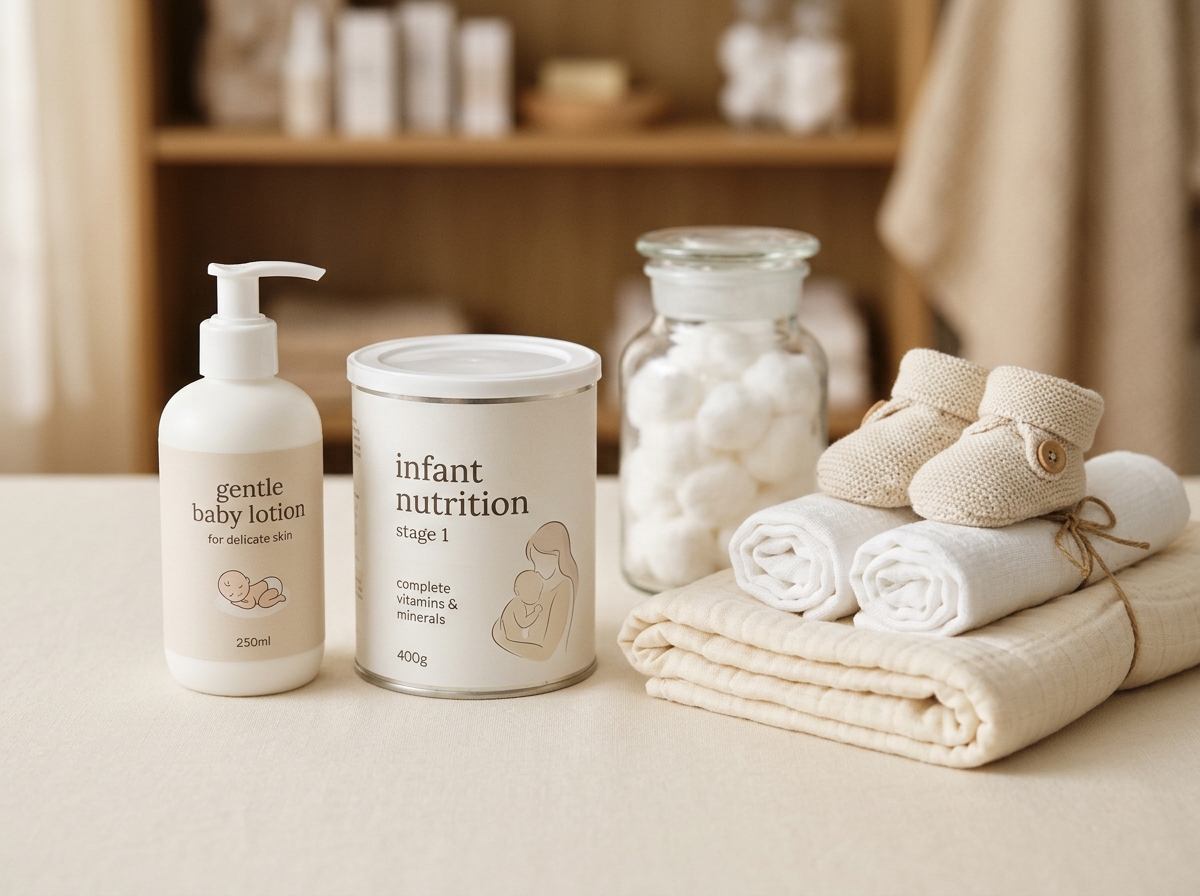 gentle
baby lotion
for delicate skin
250ml
infant
nutrition
stage 1
complete
vitamins &
minerals
400g